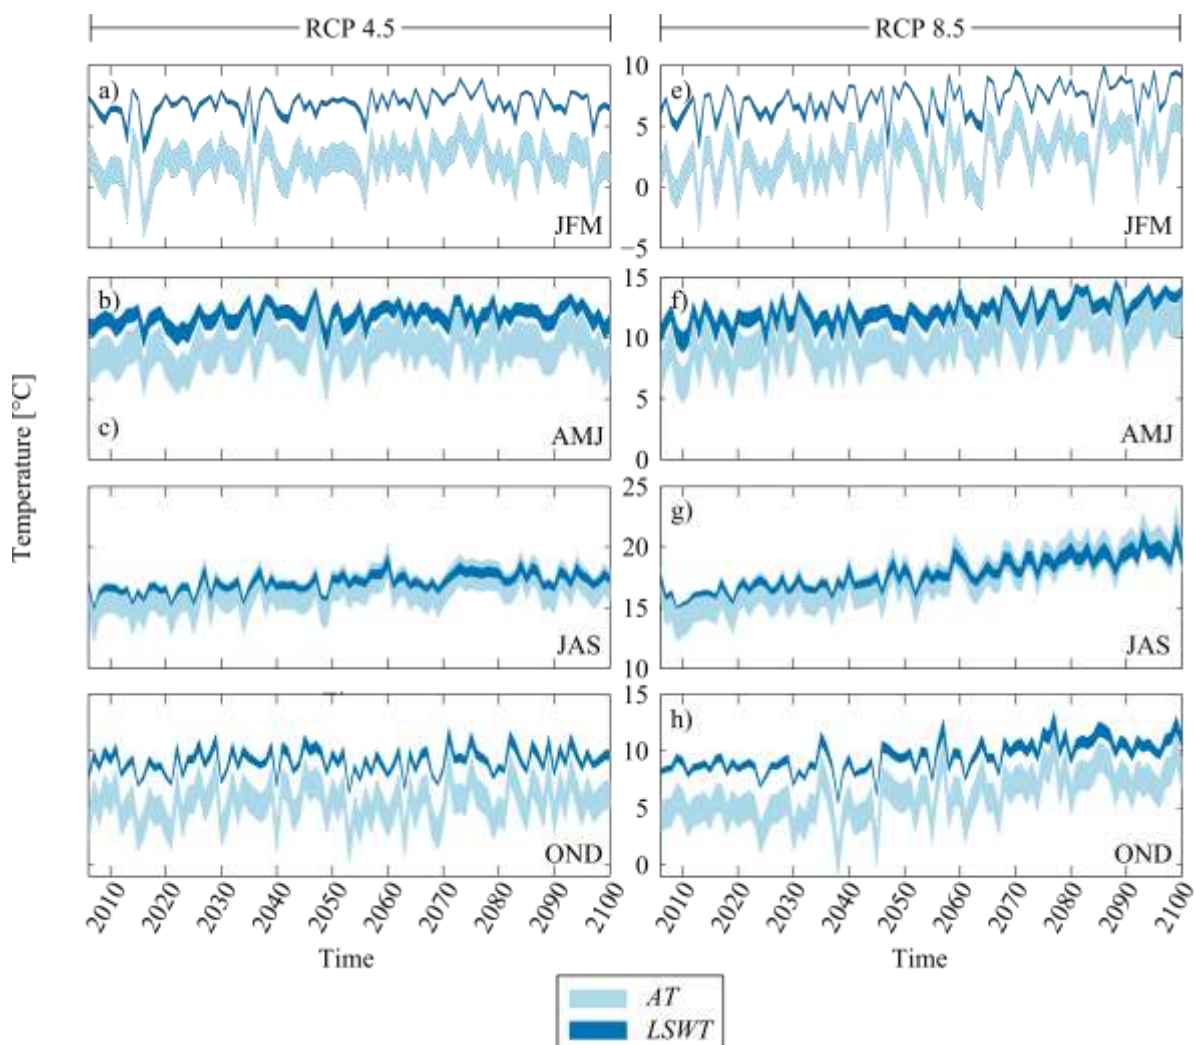 RCP 4.5 RCP 8.5
a) e) 10
5
0
JFM −5 JFM
b) f) 15
10
5
c) AMJ 0 AMJ
Temperature [°C]
g) 25
20
15
JAS 10 JAS
h) 15
10
5
OND 0 OND
2010 2020 2030 2040 2050 2060 2070 2080 2090 2100 2010 2020 2030 2040 2050 2060 2070 2080 2090 2100
Time Time
AT
LSWT